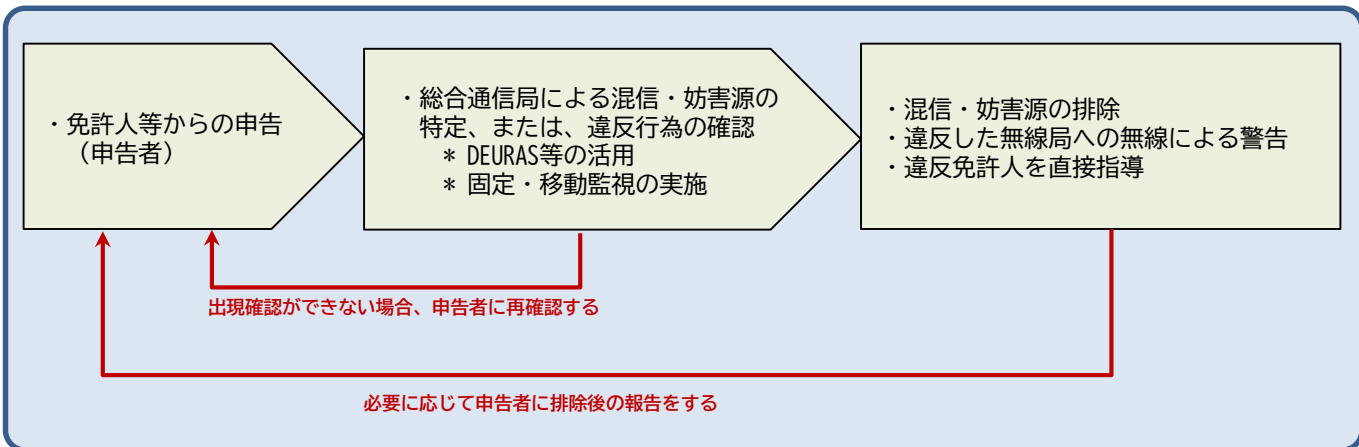 ・免許人等からの申告
（申告者）
・総合通信局による混信・妨害源の
特定、または、違反行為の確認
* DEURAS等の活用
* 固定・移動監視の実施
・混信・妨害源の排除
・違反した無線局への無線による警告
・違反免許人を直接指導
出現確認ができない場合、申告者に再確認する
必要に応じて申告者に排除後の報告をする